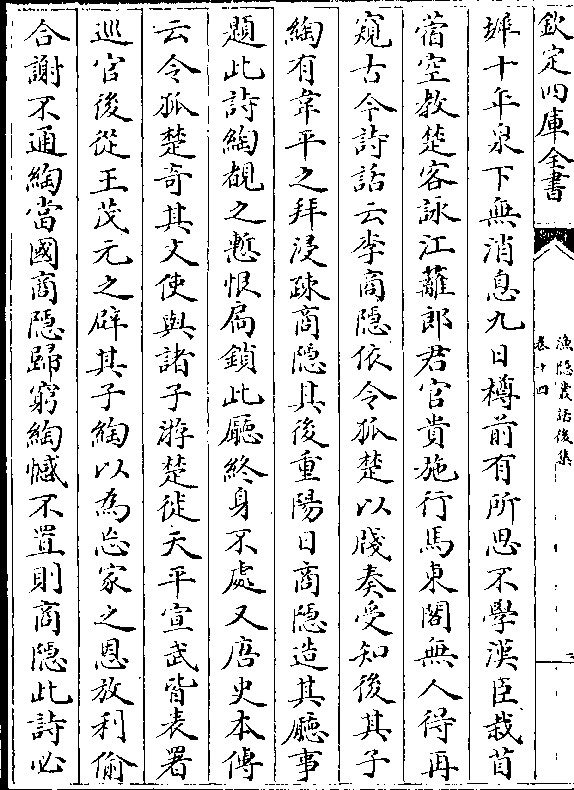 欽定四庫全書
漁隱叢話後集
卷十四
墀十年泉下無消息九日樽前有所思不學漢臣栽苜
蓿空教楚客詠江蘺郎君官貴施行馬東閣無人得再
窺古今詩話云李商隱依令狐楚以牋奏受知後其子
綯有韋平之拜浸疎商隱其後重陽日商隱造其廳事
題此詩綯覩之慙恨扃鎖此廳終身不處又唐史本傳
云令狐楚奇其文使與諸子游楚徙天平宣武皆表署
巡官後從王茂元之辟其子綯以為忘家之恩放利偷
合謝不通綯當國商隱歸窮綯憾不置則商隱此詩必